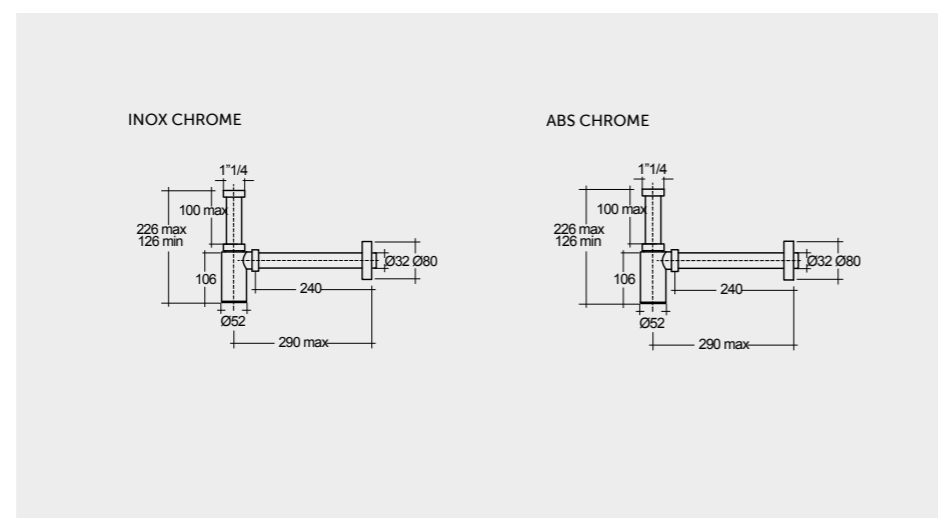 INOX CHROME
1"1/4
100 max
226 max
126 min
Ø32 Ø80
106
240
Ø52
290 max
ABS CHROME
1"1/4
100 max
226 max
126 min
Ø32 Ø80
106
240
Ø52
290 max